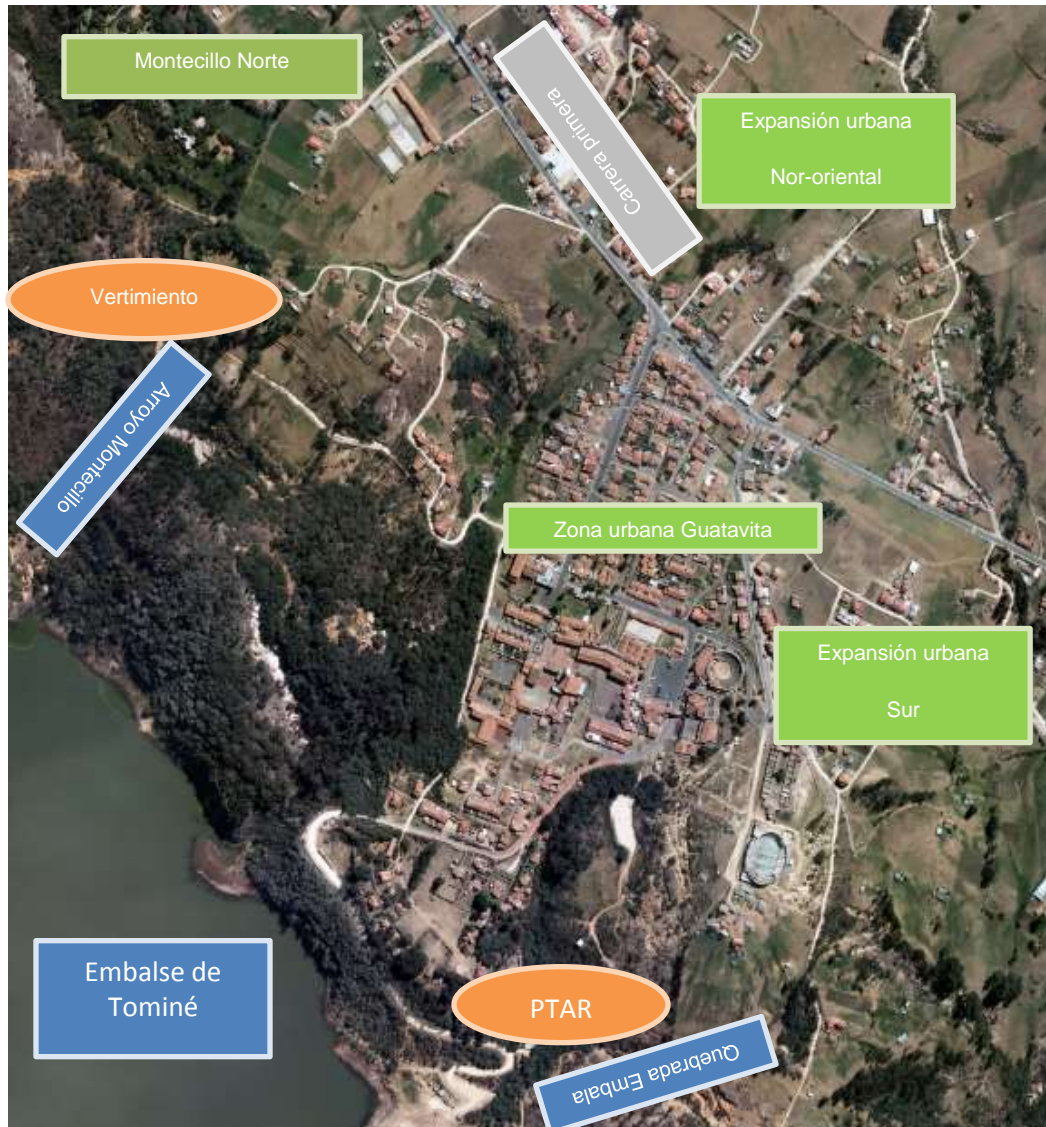 Montecillo Norte
Carrera primera
Expansión urbana
Nor-oriental
Vertimiento
Arroyo Montecillo
Zona urbana Guatavita
Expansión urbana
Sur
Embalse de
Tominé
PTAR
Quebrada Embala